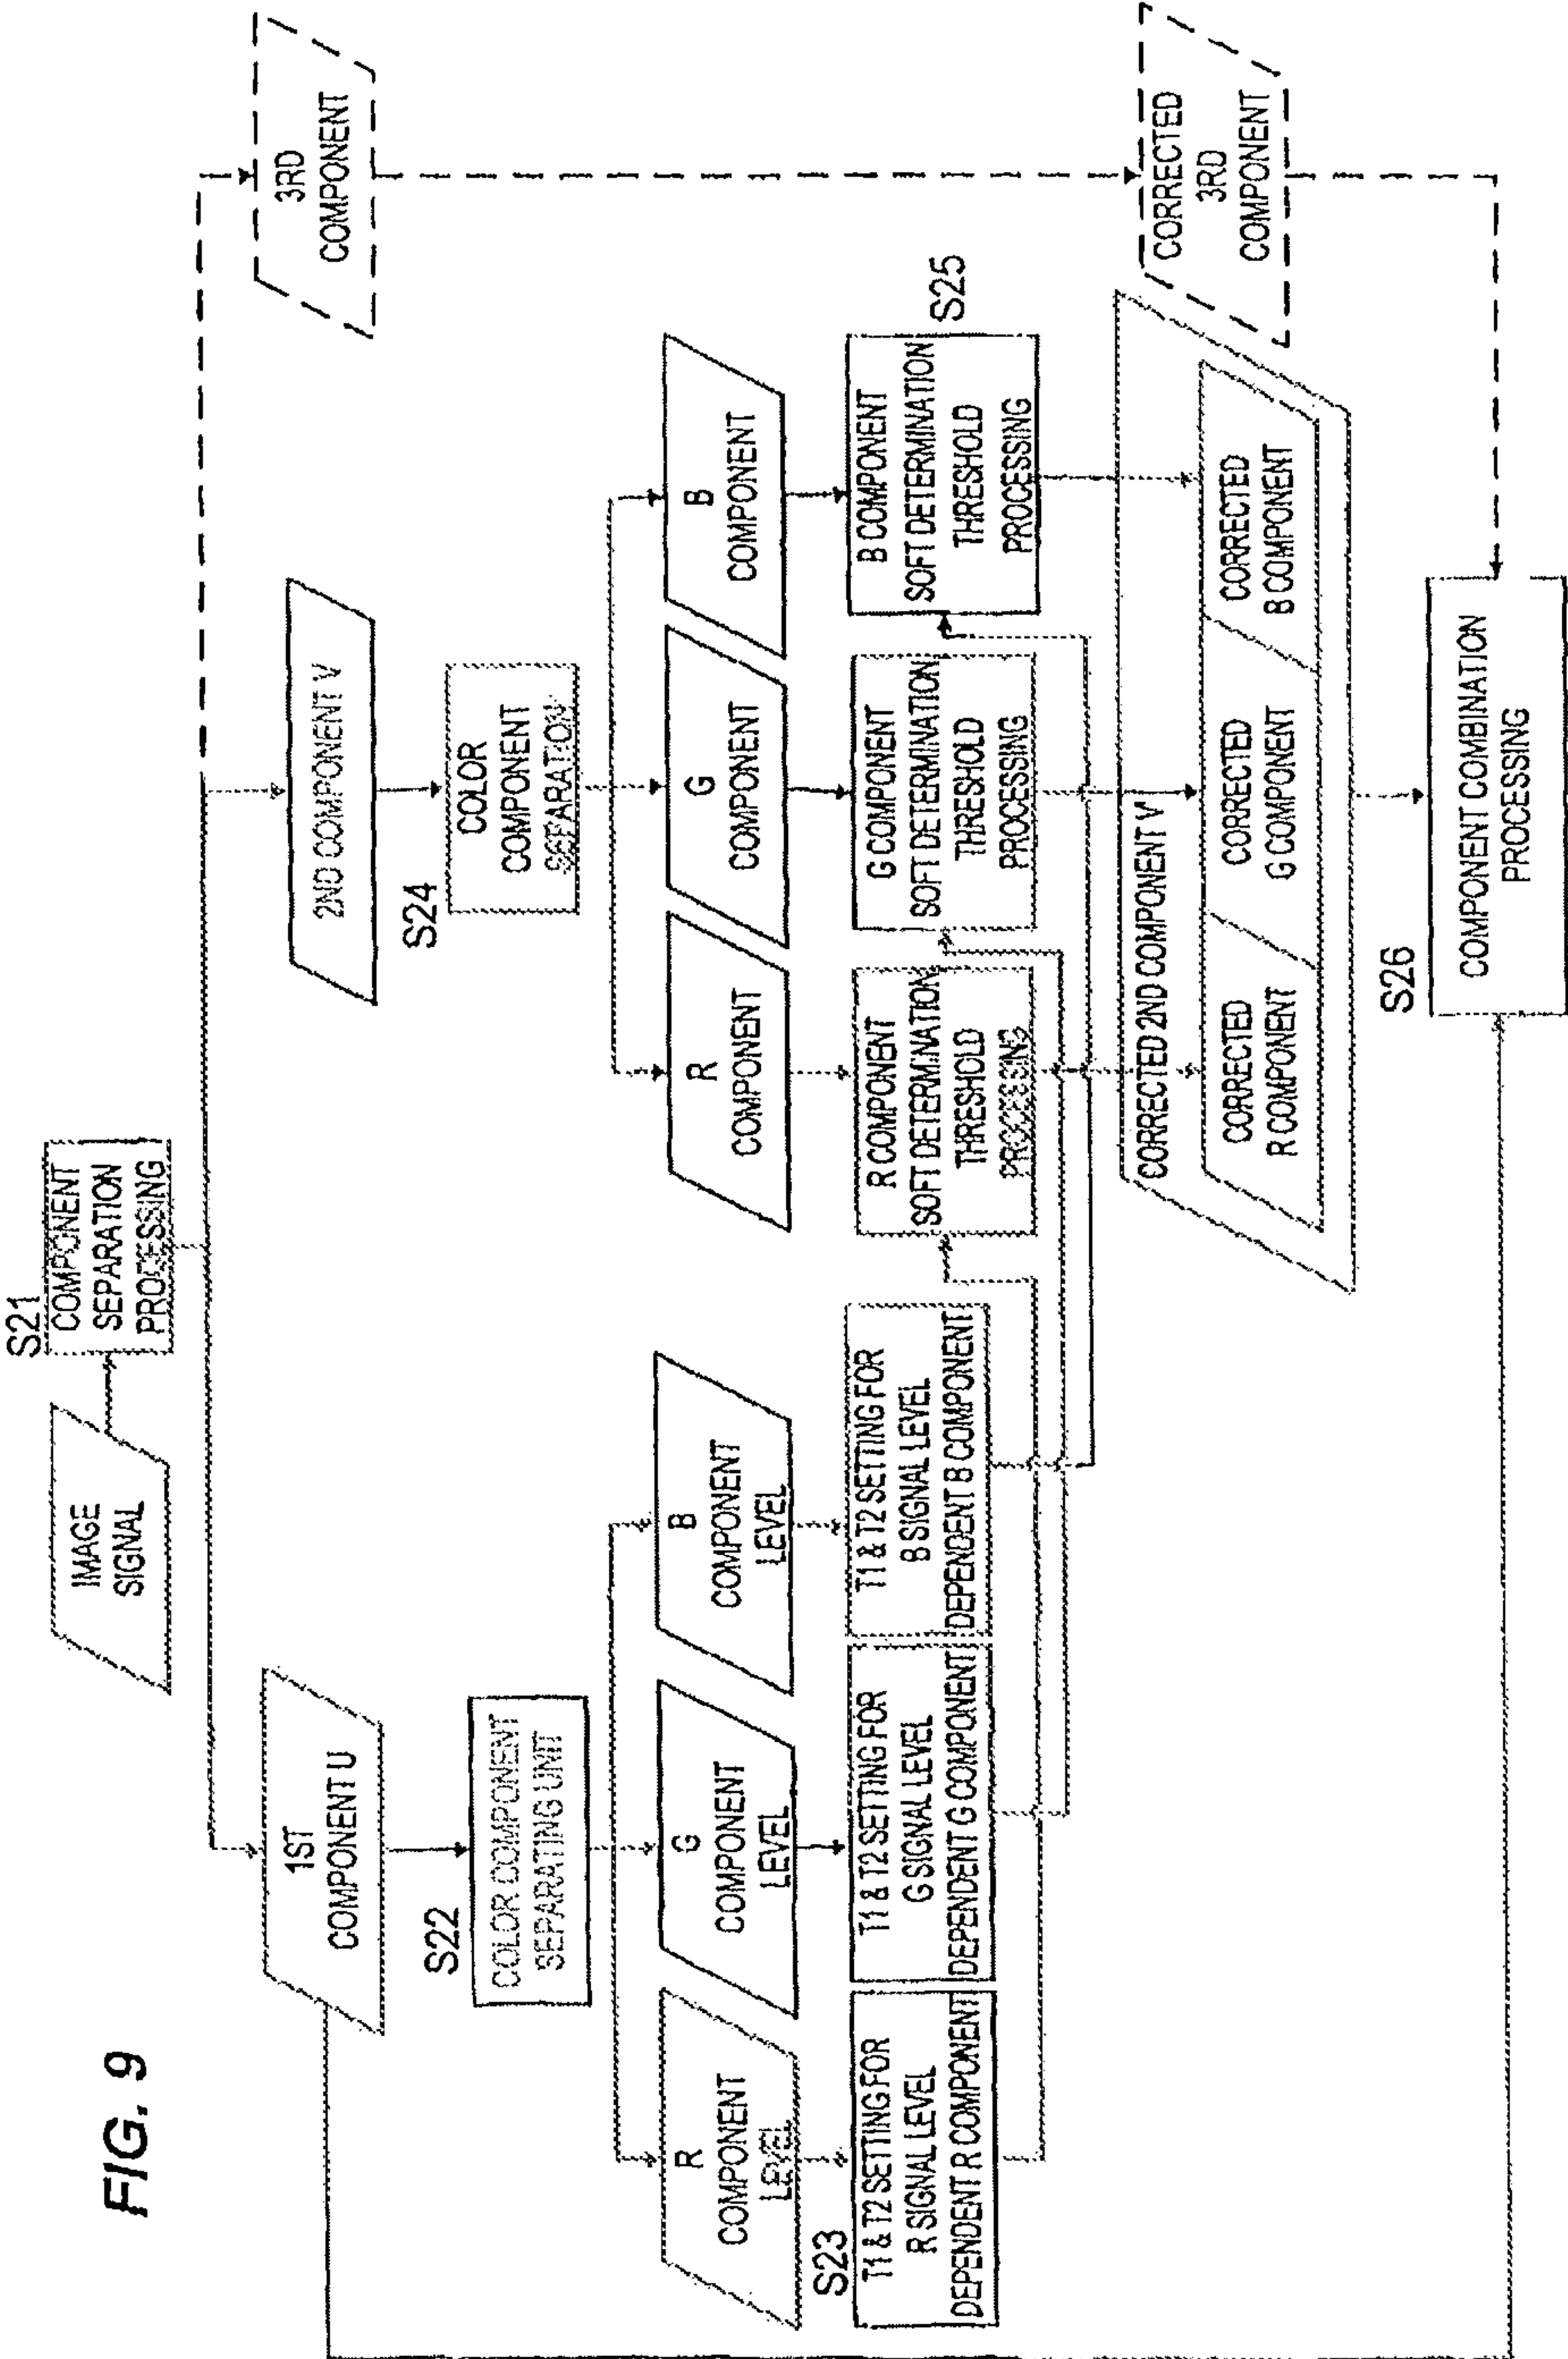 FIG. 9
IMAGE
SIGNAL
S21
COMPONENT
SEPARATION
PROCESSING
1ST
COMPONENT U
2ND COMPONENT V
3RD
COMPONENT
S22
COLOR COMPONENT
SEPARATING UNIT
S24
COLOR
COMPONENT
SEPARATION
R
COMPONENT
LEVEL
G
COMPONENT
LEVEL
B
COMPONENT
LEVEL
R
COMPONENT
G
COMPONENT
B
COMPONENT
S23
T1 & T2 SETTING FOR
R SIGNAL LEVEL
DEPENDENT R COMPONENT
T1 & T2 SETTING FOR
G SIGNAL LEVEL
DEPENDENT G COMPONENT
T1 & T2 SETTING FOR
B SIGNAL LEVEL
DEPENDENT B COMPONENT
R COMPONENT
SOFT DETERMINATION
THRESHOLD
PROCESSING
G COMPONENT
SOFT DETERMINATION
THRESHOLD
PROCESSING
B COMPONENT
SOFT DETERMINATION
THRESHOLD
PROCESSING
S25
CORRECTED 2ND COMPONENT V'
CORRECTED
R COMPONENT
CORRECTED
G COMPONENT
CORRECTED
B COMPONENT
CORRECTED
3RD
COMPONENT
S26
COMPONENT COMBINATION
PROCESSING